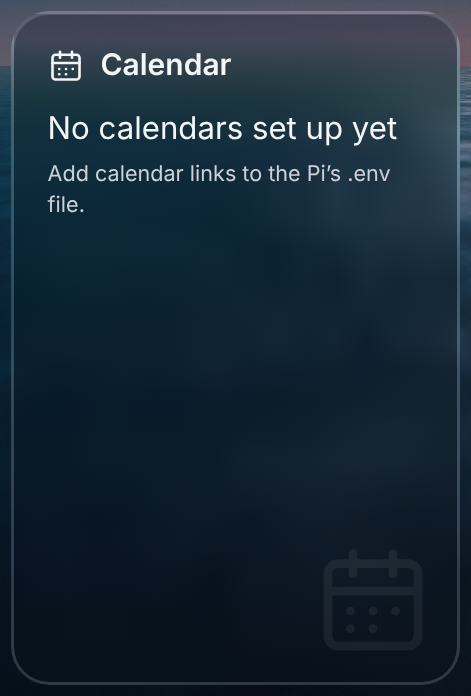 Calendar
No calendars set up yet
Add calendar links to the Pi’s .env
file.